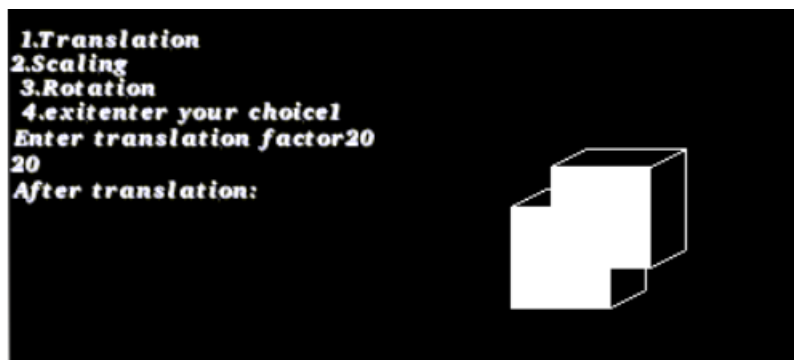 1.Translation
2.Scaling
3.Rotation
4.exitenter your choice1
Enter translation factor20
20
After translation: